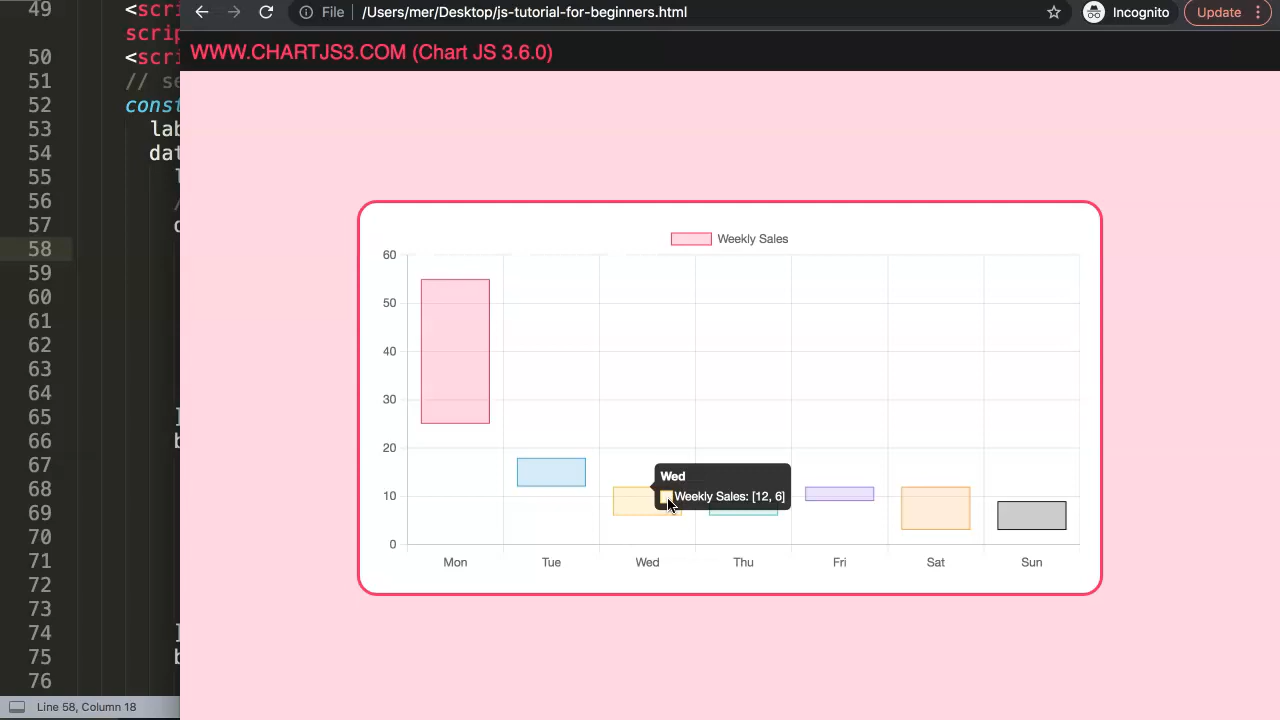 File /Users/mer/Desktop/js-tutorial-for-beginners.html
Incognito
Update
WWW.CHARTJS3.COM (Chart JS 3.6.0)
49 <scri
scrip
50 <scri
51 // se
52 const
53 lab
54 dat
55
56 /
57
58
59
60
61
62
63
64
65 ]
66 b
67
68
69
70
71
72
73
74 ]
75 b
76
Line 58, Column 18
Weekly Sales
60
50
40
30
20
10
0
Wed
Weekly Sales: [12, 6]
Mon Tue Wed Thu Fri Sat Sun